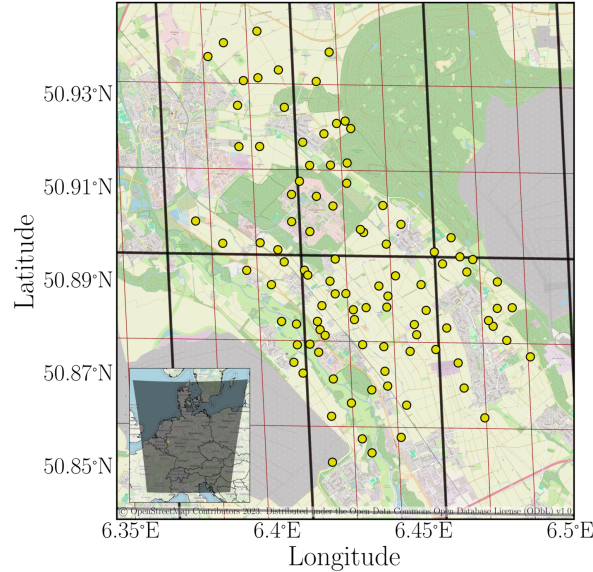 50.93°N
50.91°N
50.89°N
50.87°N
50.85°N
Latitude
© OpenStreetMap Contributors 2023. Distributed under the Open Data Commons Open Database License (ODbL) v1.0
6.35°E 6.4°E 6.45°E 6.5°E
Longitude